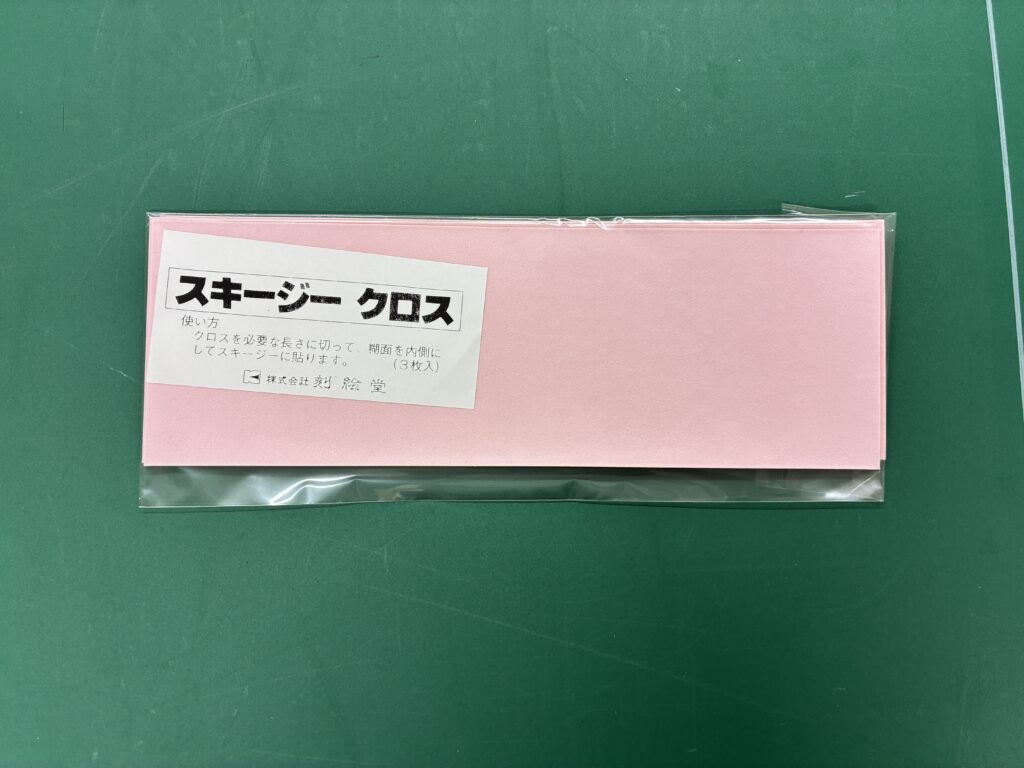 スキージー クロス
使い方
クロスを必要な長さに切って、糊面を内側に
してスキージーに貼ります。 (3枚入)
株式会社 刻絵堂